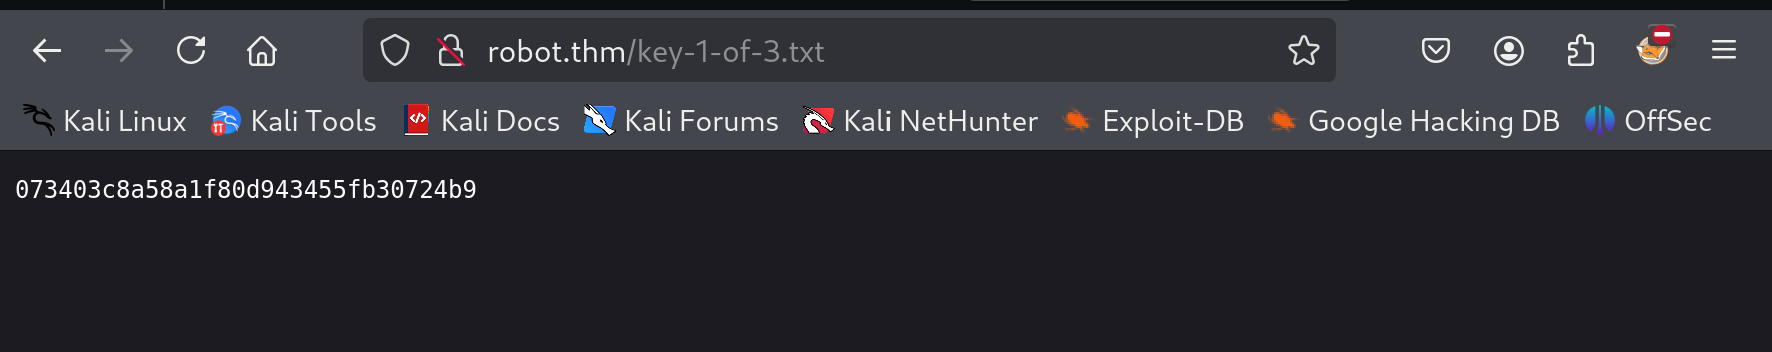 robot.thm/key-1-of-3.txt
Kali Linux Kali Tools Kali Docs Kali Forums Kali NetHunter Exploit-DB Google Hacking DB OffSec
073403c8a58a1f80d943455fb30724b9